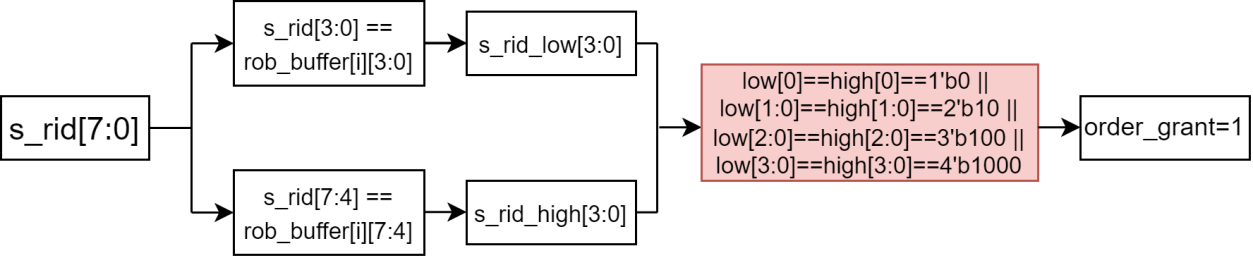 s_rid[7:0]
s_rid[3:0] ==
rob_buffer[i][3:0]
s_rid_low[3:0]
s_rid[7:4] ==
rob_buffer[i][7:4]
s_rid_high[3:0]
low[0]==high[0]==1'b0 ||
low[1:0]==high[1:0]==2'b10 ||
low[2:0]==high[2:0]==3'b100 ||
low[3:0]==high[3:0]==4'b1000
order_grant=1